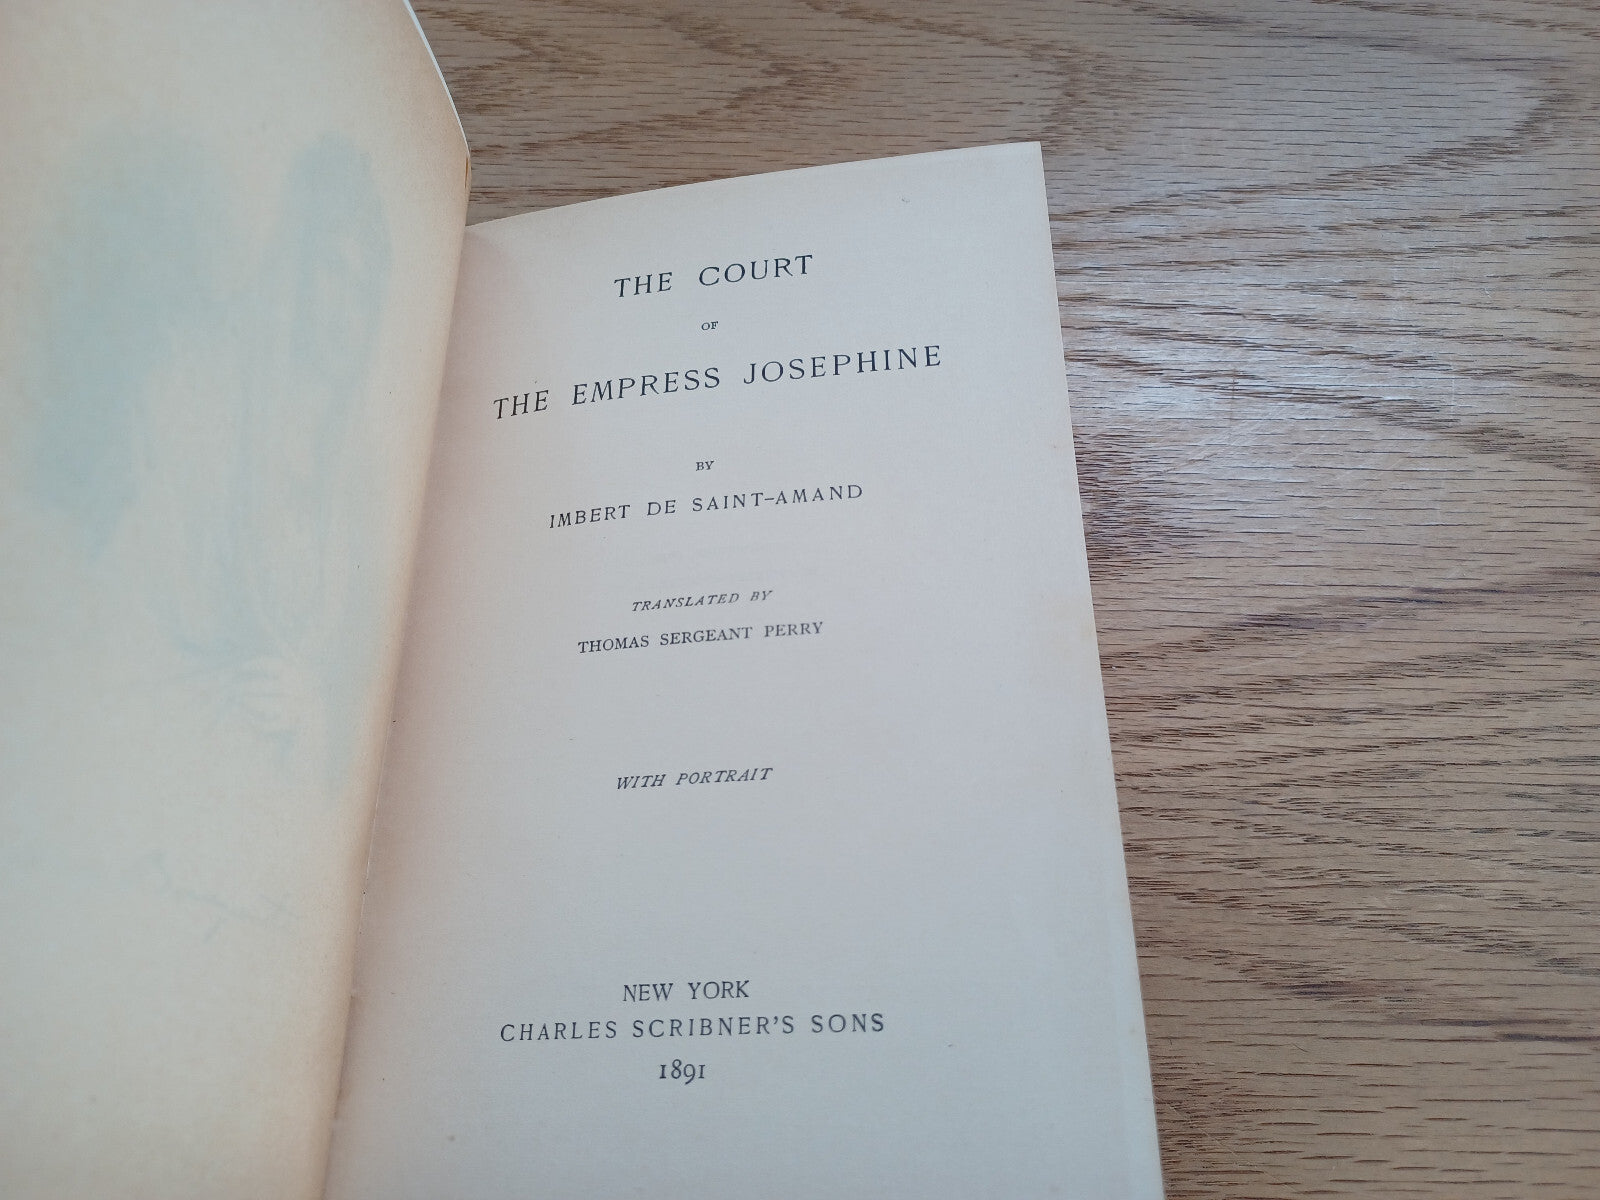 THE COURT
OF
THE EMPRESS JOSEPHINE
BY
IMBERT DE SAINT-AMAND
TRANSLATED BY
THOMAS SERGEANT PERRY
WITH PORTRAIT
NEW YORK
CHARLES SCRIBNER'S SONS
1891